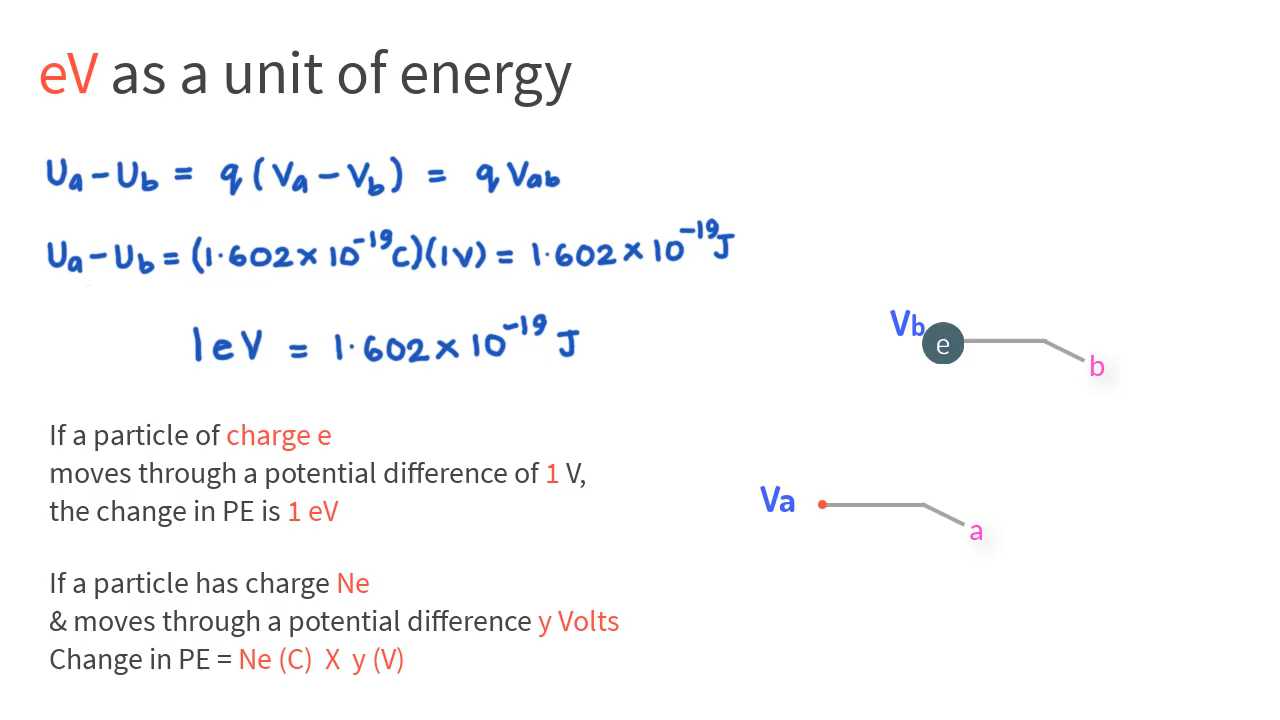 eV as a unit of energy
Ua – Ub = q (Va – Vb) = q Vab
Ua – Ub = (1.602 × 10⁻¹⁹C)(1V) = 1.602 × 10⁻¹⁹J
1eV = 1.602 × 10⁻¹⁹ J
Vb
e
b
If a particle of charge e
moves through a potential difference of 1 V,
the change in PE is 1 eV
Va
a
If a particle has charge Ne
& moves through a potential difference y Volts
Change in PE = Ne (C) X y (V)